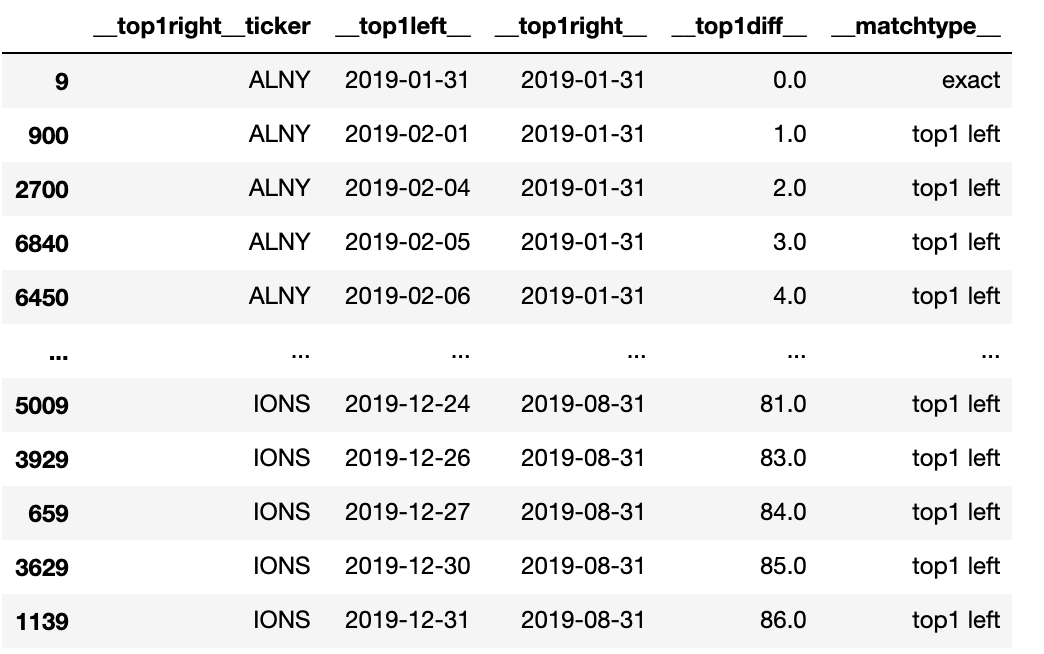 __top1right__ticker __top1left__ __top1right__ __top1diff__ __matchtype__
9 ALNY 2019-01-31 2019-01-31 0.0 exact
900 ALNY 2019-02-01 2019-01-31 1.0 top1 left
2700 ALNY 2019-02-04 2019-01-31 2.0 top1 left
6840 ALNY 2019-02-05 2019-01-31 3.0 top1 left
6450 ALNY 2019-02-06 2019-01-31 4.0 top1 left
... ... ... ... ... ...
5009 IONS 2019-12-24 2019-08-31 81.0 top1 left
3929 IONS 2019-12-26 2019-08-31 83.0 top1 left
659 IONS 2019-12-27 2019-08-31 84.0 top1 left
3629 IONS 2019-12-30 2019-08-31 85.0 top1 left
1139 IONS 2019-12-31 2019-08-31 86.0 top1 left